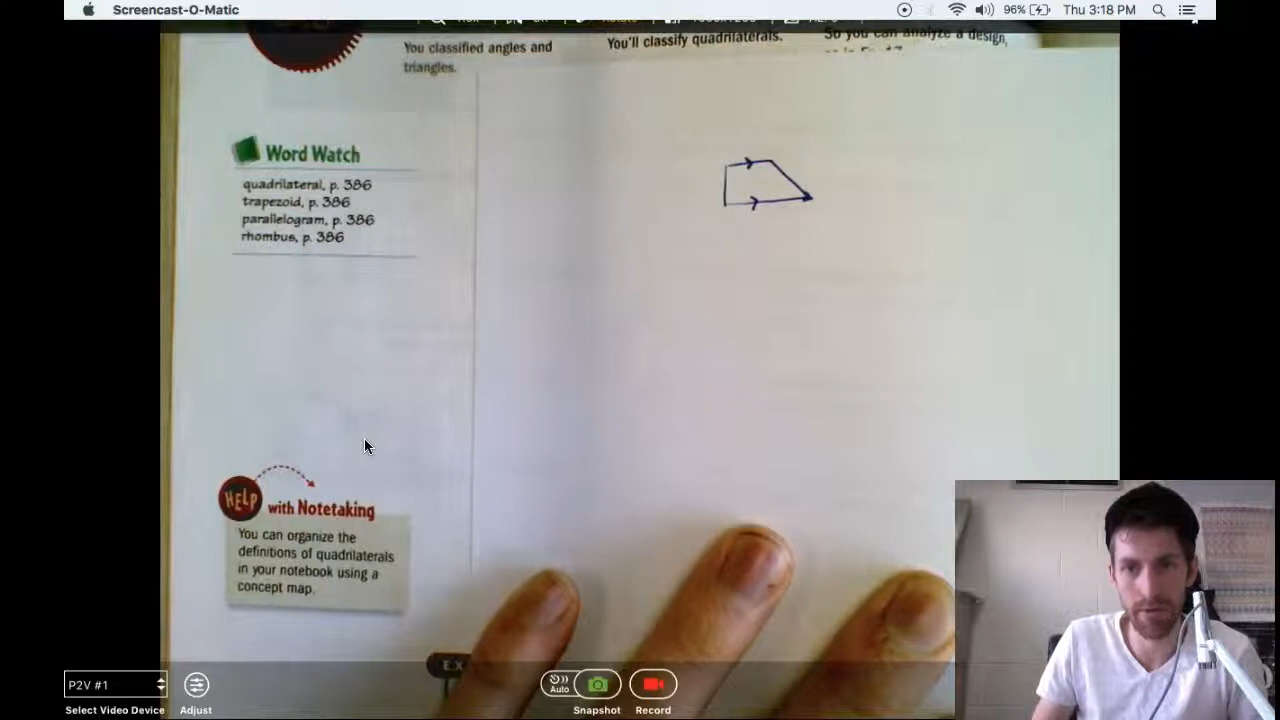 Screencast-O-Matic
96%
Thu 3:18 PM
You classified angles and
triangles.
You'll classify quadrilaterals.
So you can analyze a design,
Word Watch
quadrilateral, p. 386
trapezoid, p. 386
parallelogram, p. 386
rhombus, p. 386
HELP with Notetaking
You can organize the
definitions of quadrilaterals
in your notebook using a
concept map.
EX
P2V #1
Auto
Select Video Device
Adjust
Snapshot
Record